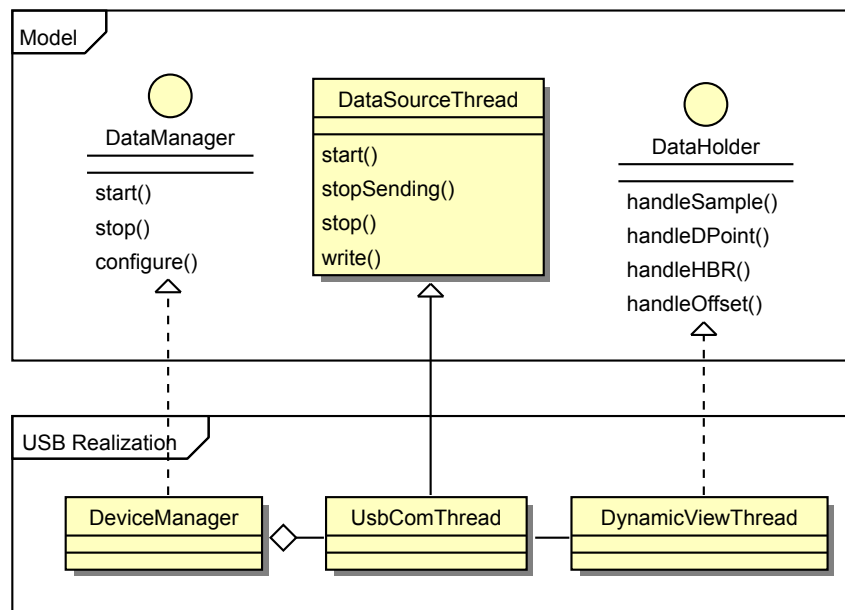 Model
DataManager
start()
stop()
configure()
DataSourceThread
start()
stopSending()
stop()
write()
DataHolder
handleSample()
handleDPoint()
handleHBR()
handleOffset()
USB Realization
DeviceManager
UsbComThread
DynamicViewThread